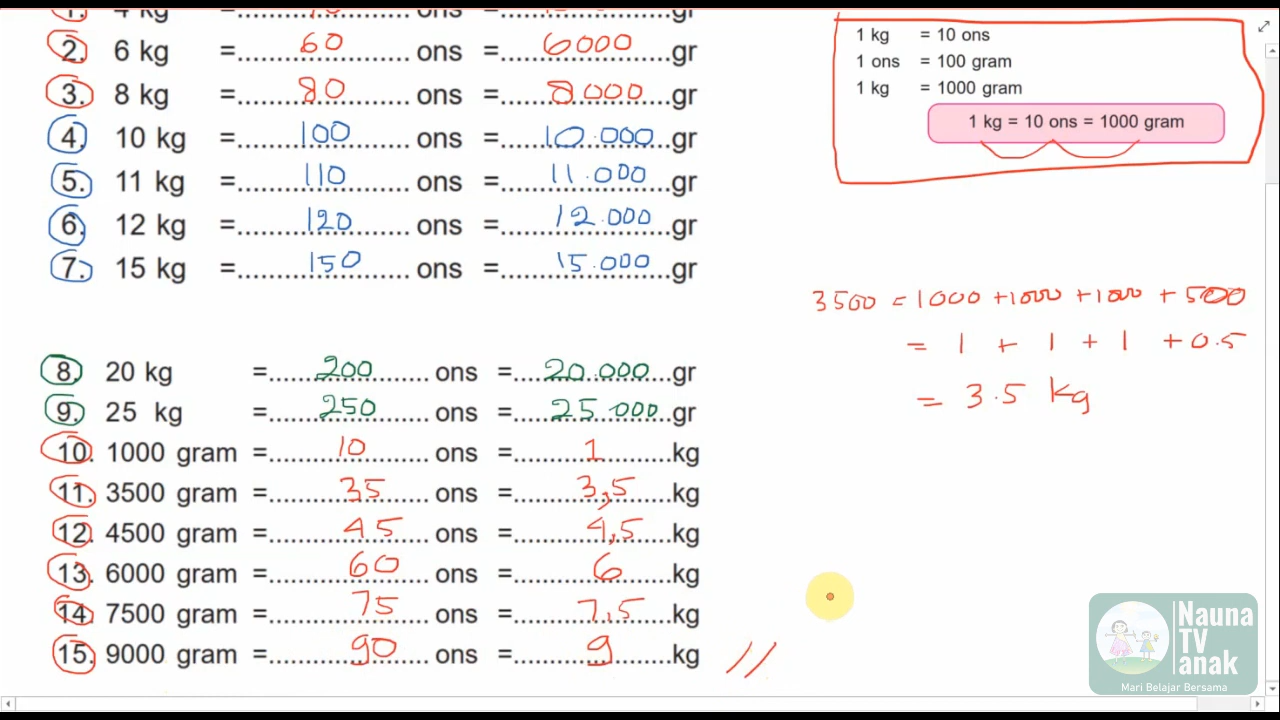 1. 4 kg
2. 6 kg =....60....ons =....6000....gr
3. 8 kg =....80....ons =....8000....gr
4. 10 kg =....100....ons =....10.000....gr
5. 11 kg =....110....ons =....11.000....gr
6. 12 kg =....120....ons =....12.000....gr
7. 15 kg =....150....ons =....15.000....gr
8. 20 kg =....200....ons =....20.000....gr
9. 25 kg =....250....ons =....25.000....gr
10. 1000 gram =....10....ons =....1....kg
11. 3500 gram =....35....ons =....3,5....kg
12. 4500 gram =....45....ons =....4,5....kg
13. 6000 gram =....60....ons =....6....kg
14. 7500 gram =....75....ons =....7,5....kg
15. 9000 gram =....90....ons =....9....kg //
1 kg = 10 ons
1 ons = 100 gram
1 kg = 1000 gram
1 kg = 10 ons = 1000 gram
3500 = 1000 + 1000 + 1000 + 500
= 1 + 1 + 1 + 0.5
= 3.5 kg
Nauna
TV
anak
Mari Belajar Bersama